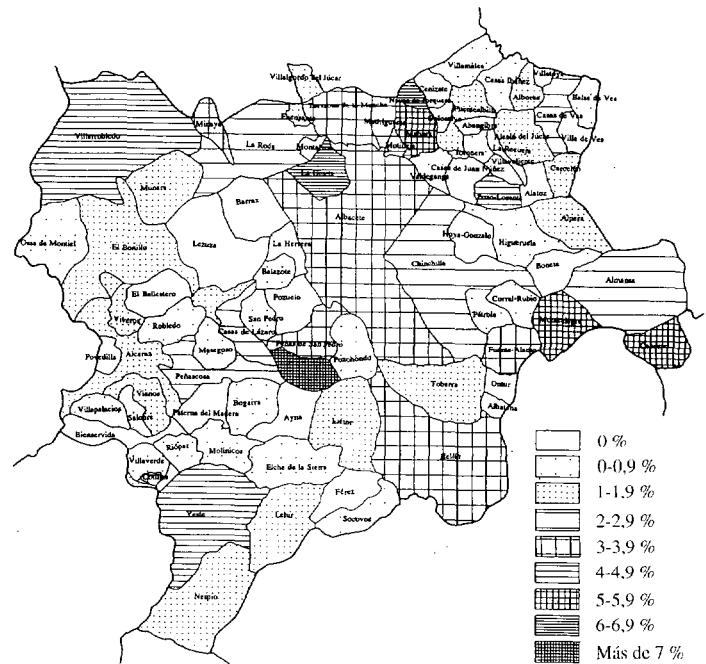 Villamálea
Villalgordo del Júcar
Cenizate
Casas Ibáñez
Villatoya
Balsa de Ves
Alborea
Casas de Ves
Villarrobledo
Minaya
Tarazona de la Mancha
Fuensanta
Madrigueras
Mahora
Abengibre
Alcalá del Júcar
Villa de Ves
La Roda
Montalvos
Motilleja
Jorquera
La Recueja
Villavaliente
Carcelén
La Gineta
Valdeganga
Casas de Juan Núñez
Pozo-Lorente
Alatoz
Munera
Barrax
Albacete
Alpera
Ossa de Montiel
El Bonillo
Lezuza
La Herrera
Hoya-Gonzalo
Higueruela
Balazote
Chinchilla
Bonete
Almansa
El Ballestero
Pozuelo
Corral-Rubio
Viveros
Robledo
San Pedro
Pétrola
Casas de Lázaro
Povedilla
Alcaraz
Masegoso
Peñas de San Pedro
Pozohondo
Fuente-Alamo
Peñascosa
Vianos
Tobarra
Ontur
Villapalacios
Salobre
Paterna del Madera
Bogarra
Ayna
Albatana
Bienservida
Liétor
Riópar
Villaverde
Molinicos
Cotillas
Elche de la Sierra
Hellín
Férez
Yeste
Letur
Socovos
Nerpio
0 %
0-0,9 %
1-1,9 %
2-2,9 %
3-3,9 %
4-4,9 %
5-5,9 %
6-6,9 %
Más de 7 %